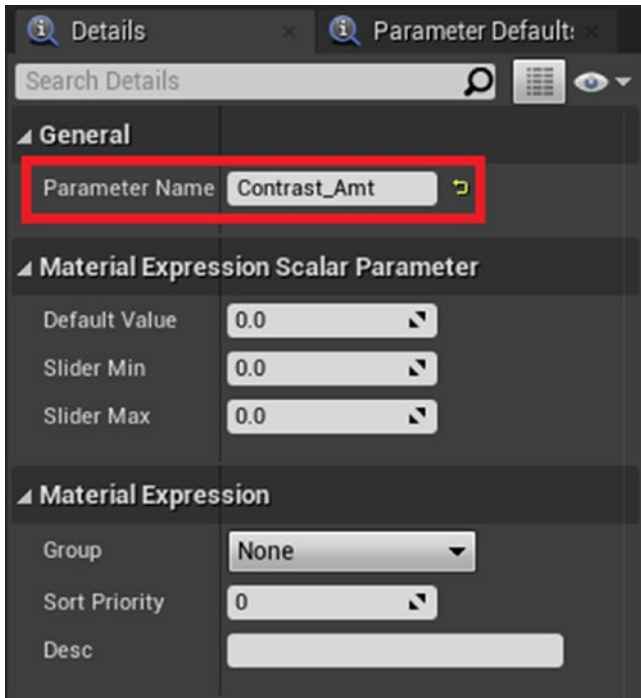 Details Parameter Defaults
Search Details
General
Parameter Name Contrast_Amt
Material Expression Scalar Parameter
Default Value 0.0
Slider Min 0.0
Slider Max 0.0
Material Expression
Group None
Sort Priority 0
Desc